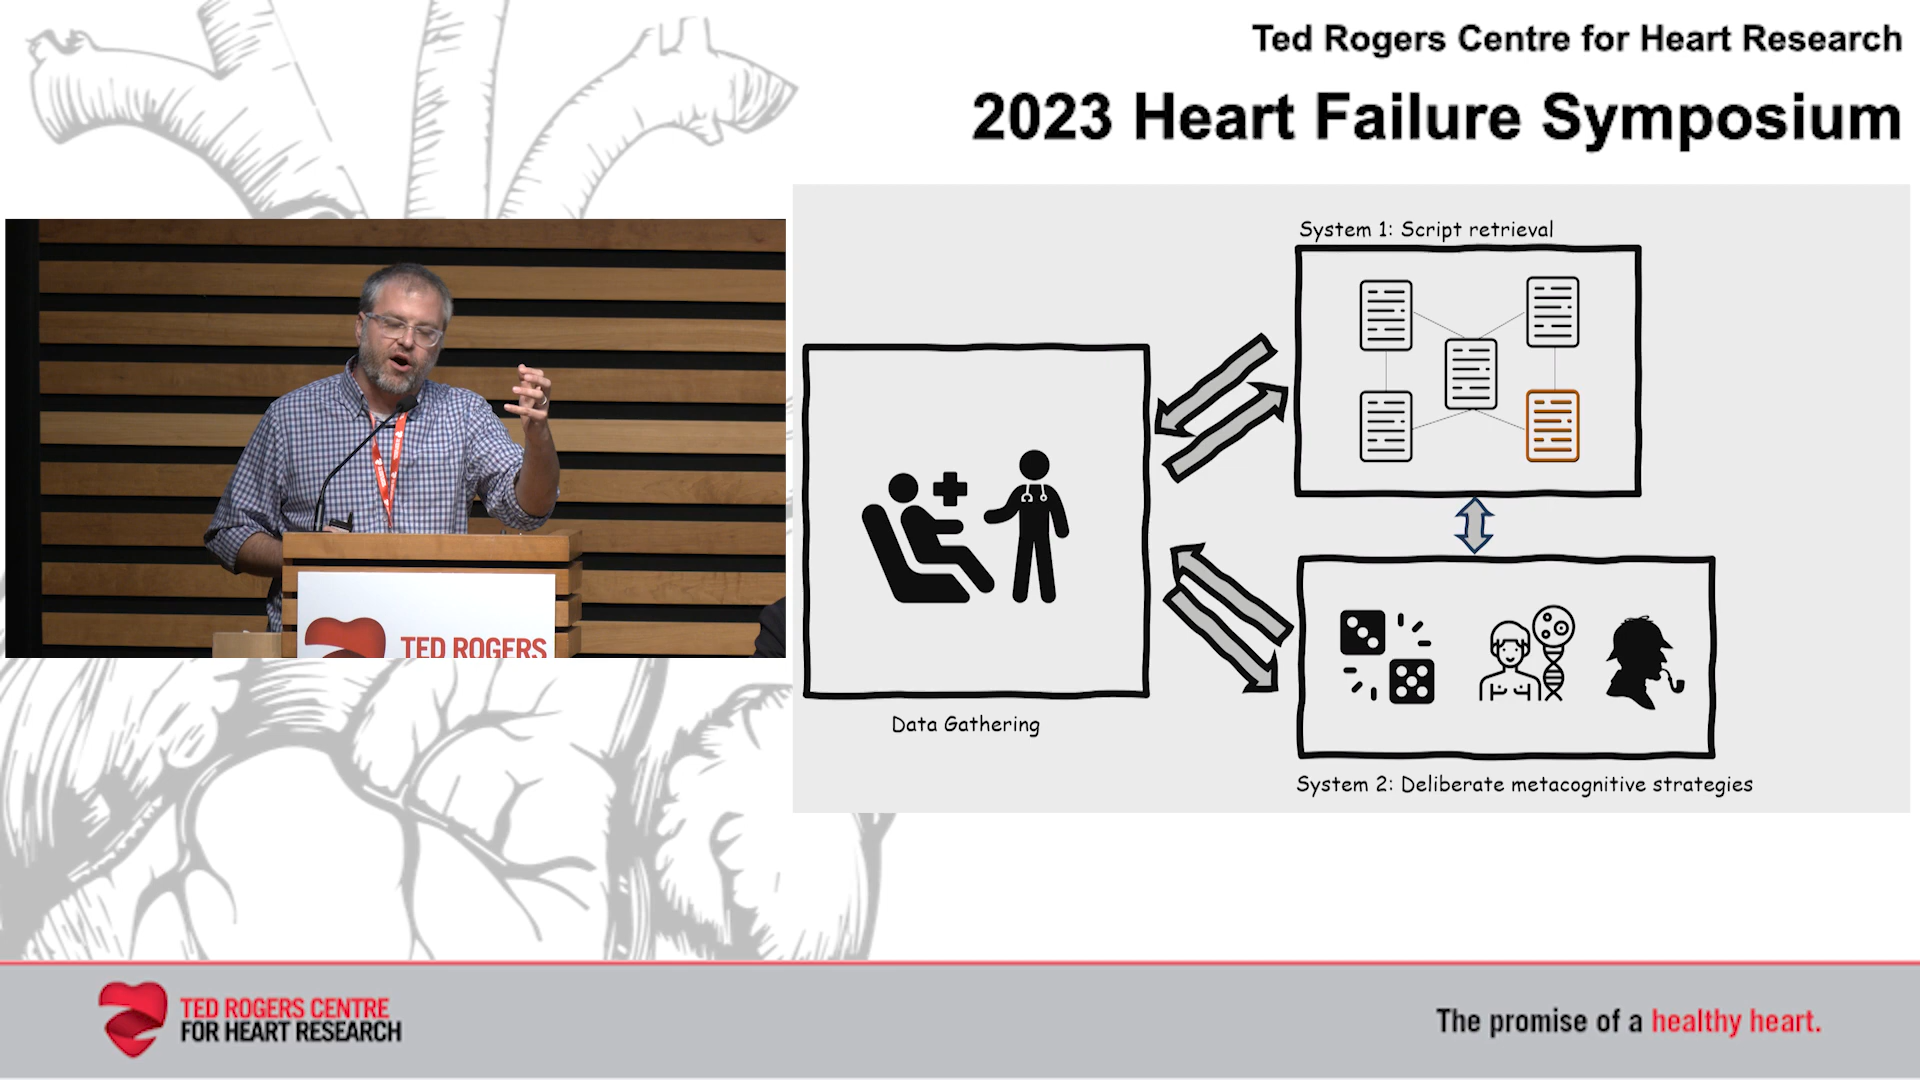 Ted Rogers Centre for Heart Research
2023 Heart Failure Symposium
System 1: Script retrieval
Data Gathering
System 2: Deliberate metacognitive strategies
TED ROGERS
TED ROGERS CENTRE
FOR HEART RESEARCH
The promise of a healthy heart.